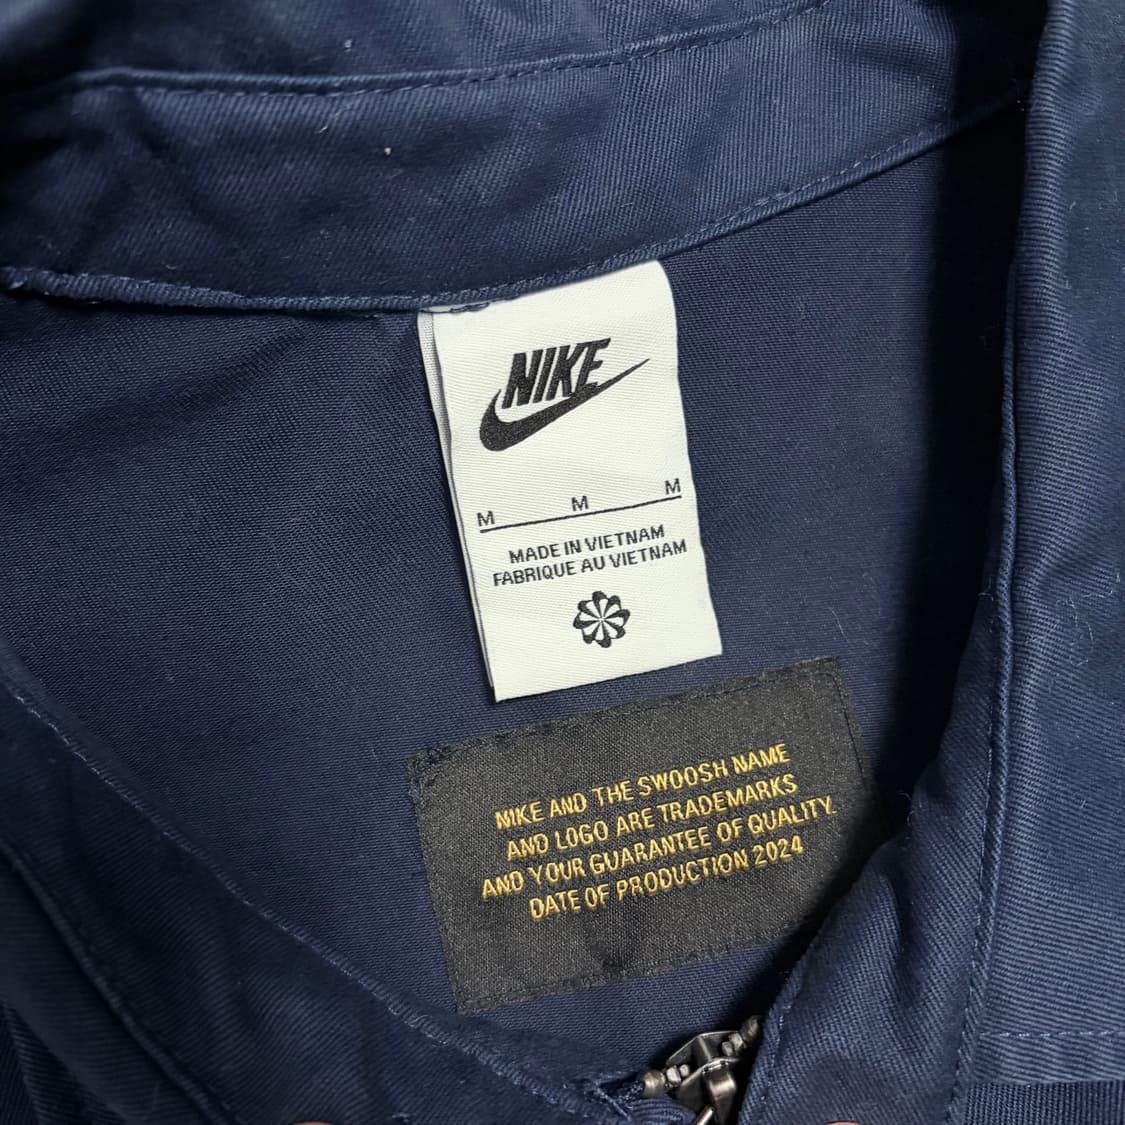 NIKE
M M M
MADE IN VIETNAM
FABRIQUE AU VIETNAM
NIKE AND THE SWOOSH NAME
AND LOGO ARE TRADEMARKS
AND YOUR GUARANTEE OF QUALITY.
DATE OF PRODUCTION 2024